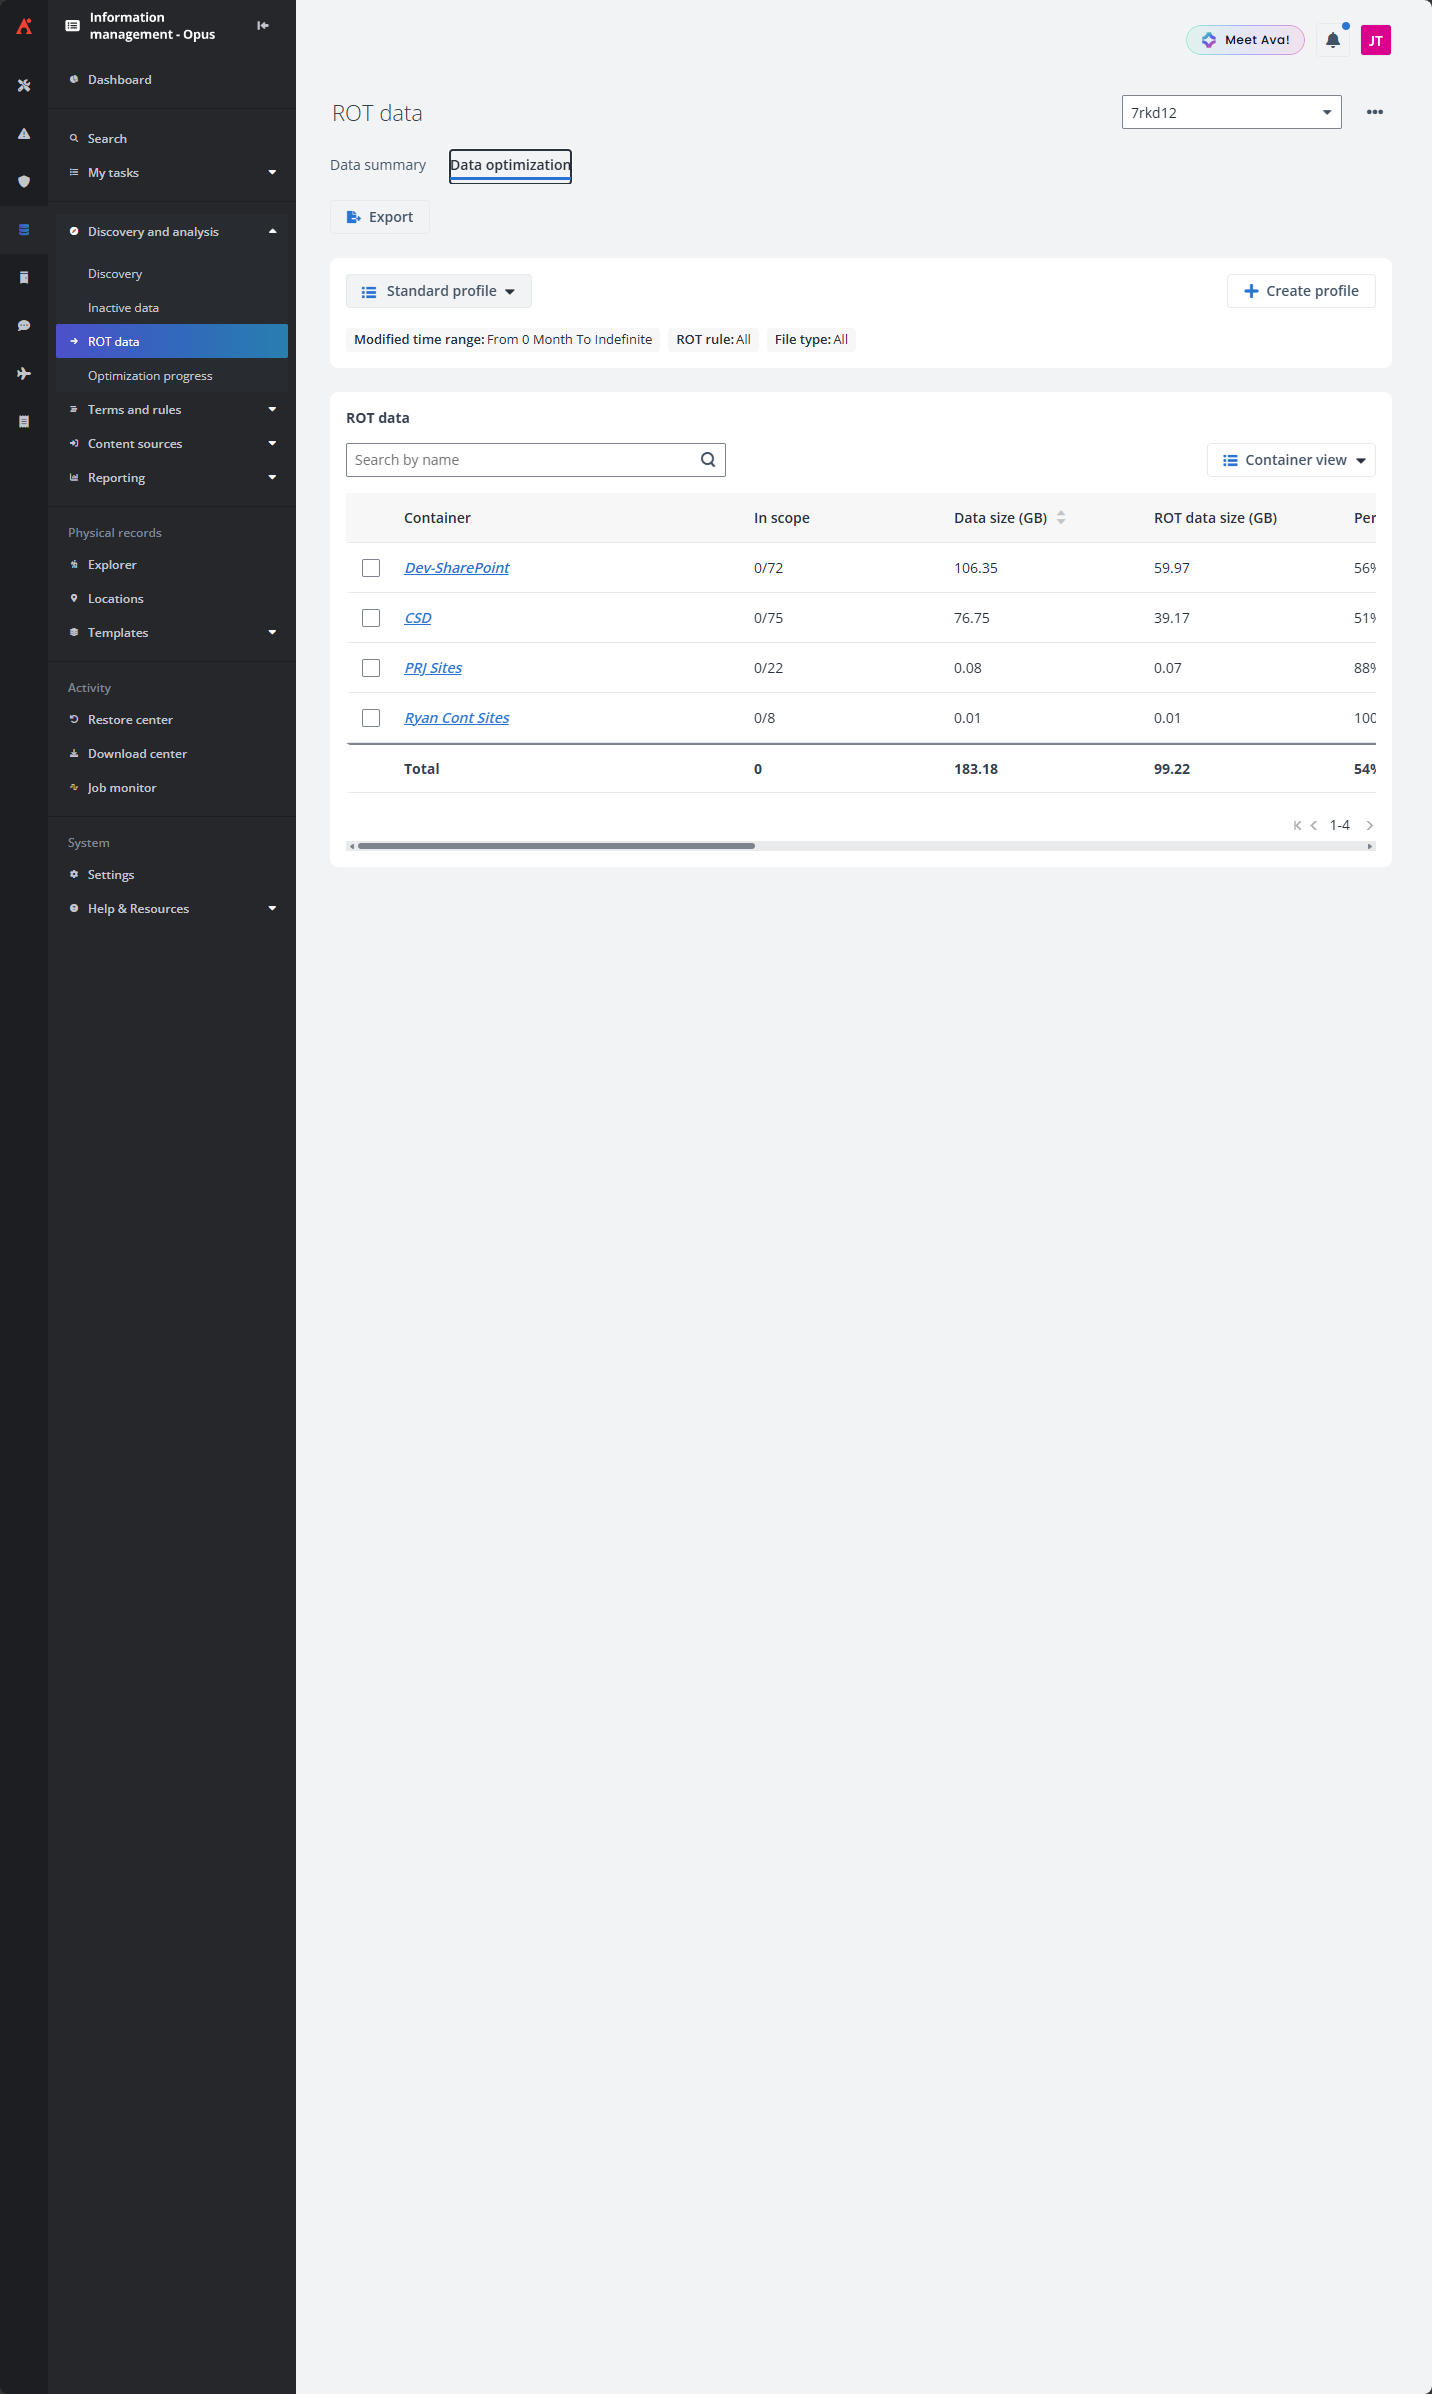 Information
management - Opus
Dashboard
Search
My tasks
Discovery and analysis
Discovery
Inactive data
ROT data
Optimization progress
Terms and rules
Content sources
Reporting
Physical records
Explorer
Locations
Templates
Activity
Restore center
Download center
Job monitor
System
Settings
Help & Resources
Meet Ava!
JT
ROT data
7rkd12
Data summary
Data optimization
Export
Standard profile
Create profile
Modified time range: From 0 Month To Indefinite
ROT rule: All
File type: All
ROT data
Search by name
Container view
Container In scope Data size (GB) ROT data size (GB) Per
Dev-SharePoint 0/72 106.35 59.97 56%
CSD 0/75 76.75 39.17 51%
PRJ Sites 0/22 0.08 0.07 88%
Ryan Cont Sites 0/8 0.01 0.01 100
Total 0 183.18 99.22 54%
1-4